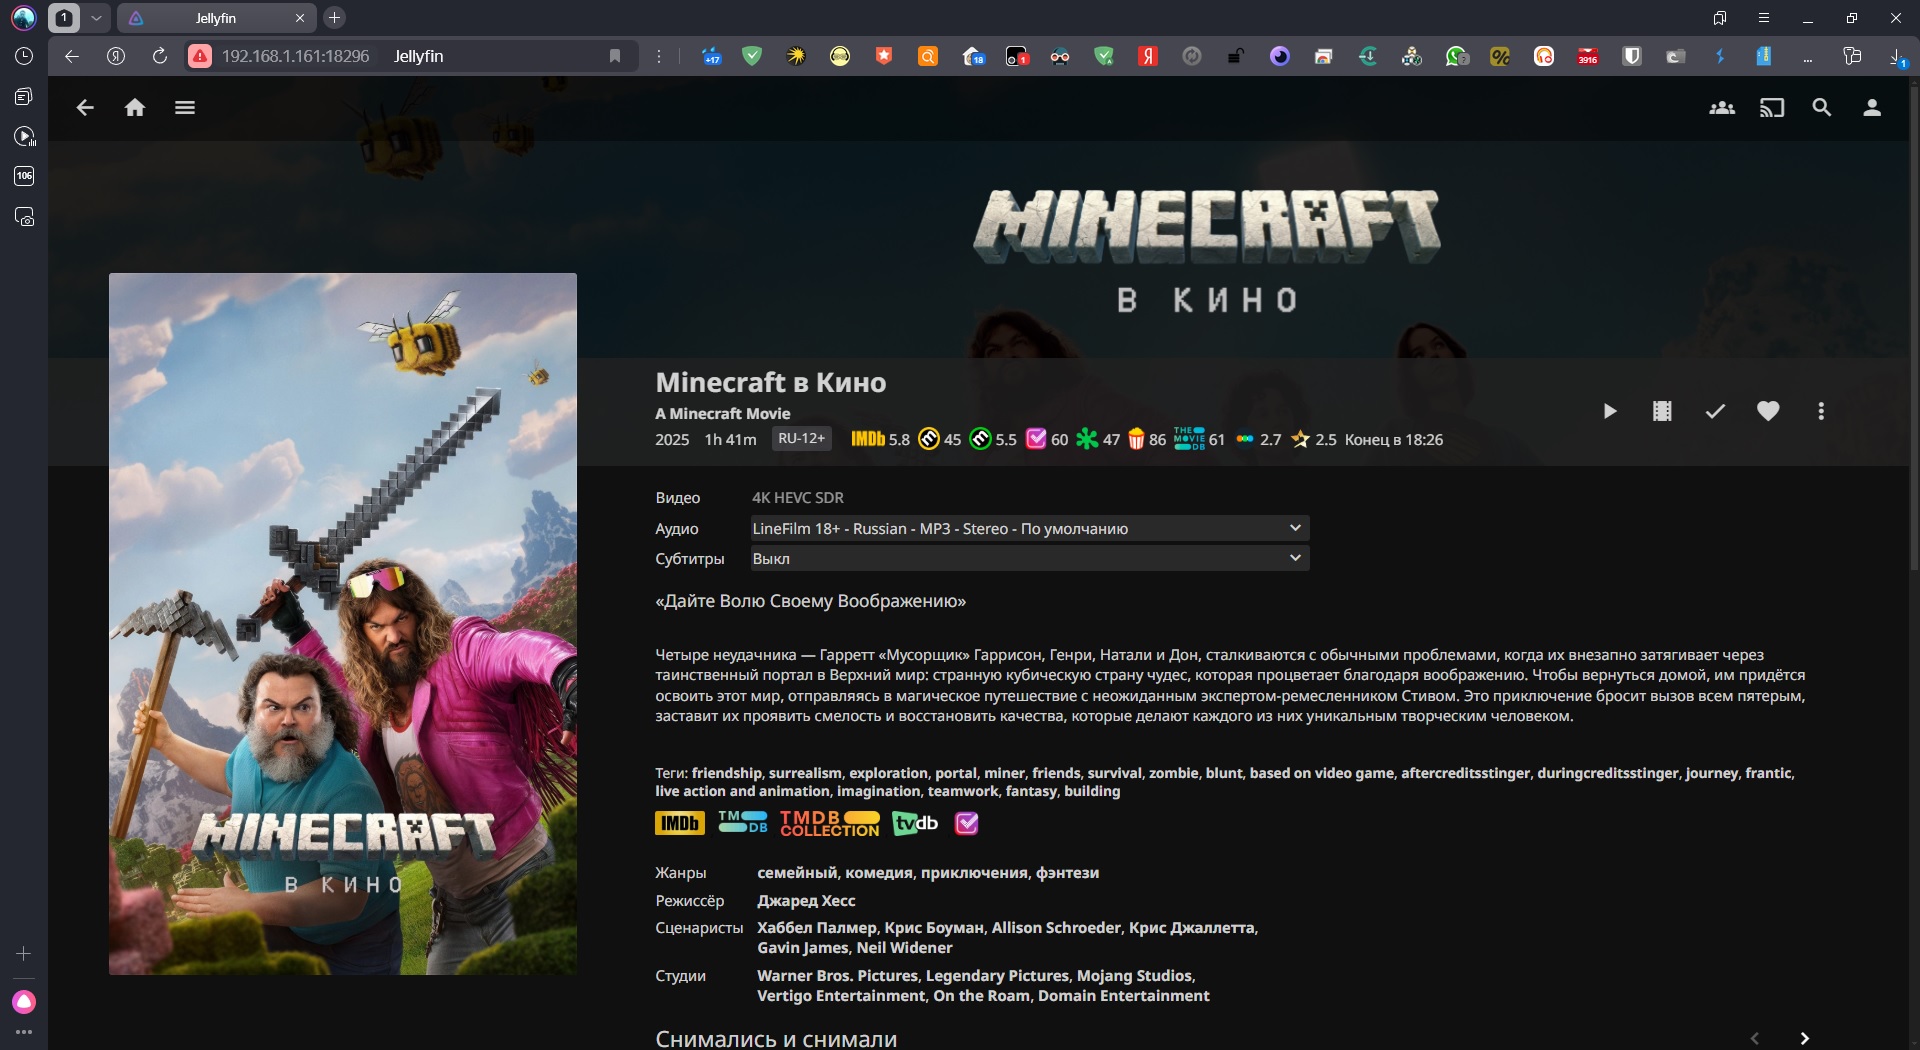 1
Jellyfin
192.168.1.161:18296
Jellyfin
+17
18
1
3916
1
106
MINECRAFT
В КИНО
Minecraft в Кино
A Minecraft Movie
2025 1h 41m RU-12+ IMDb 5.8 45 5.5 60 47 86 THE MOVIE DB 61 2.7 2.5 Конец в 18:26
Видео 4K HEVC SDR
Аудио LineFilm 18+ - Russian - MP3 - Stereo - По умолчанию
Субтитры Выкл
«Дайте Волю Своему Воображению»
Четыре неудачника — Гарретт «Мусорщик» Гаррисон, Генри, Натали и Дон, сталкиваются с обычными проблемами, когда их внезапно затягивает через
таинственный портал в Верхний мир: странную кубическую страну чудес, которая процветает благодаря воображению. Чтобы вернуться домой, им придётся
освоить этот мир, отправляясь в магическое путешествие с неожиданным экспертом-ремесленником Стивом. Это приключение бросит вызов всем пятерым,
заставит их проявить смелость и восстановить качества, которые делают каждого из них уникальным творческим человеком.
Теги: friendship, surrealism, exploration, portal, miner, friends, survival, zombie, blunt, based on video game, aftercreditsstinger, duringcreditsstinger, journey, frantic,
live action and animation, imagination, teamwork, fantasy, building
IMDb TMDB TMDB COLLECTION tvdb
MINECRAFT
В КИНО
Жанры семейный, комедия, приключения, фэнтези
Режиссёр Джаред Хесс
Сценаристы Хаббел Палмер, Крис Боуман, Allison Schroeder, Крис Джаллетта,
Gavin James, Neil Widener
Студии Warner Bros. Pictures, Legendary Pictures, Mojang Studios,
Vertigo Entertainment, On the Roam, Domain Entertainment
Снимались и снимали